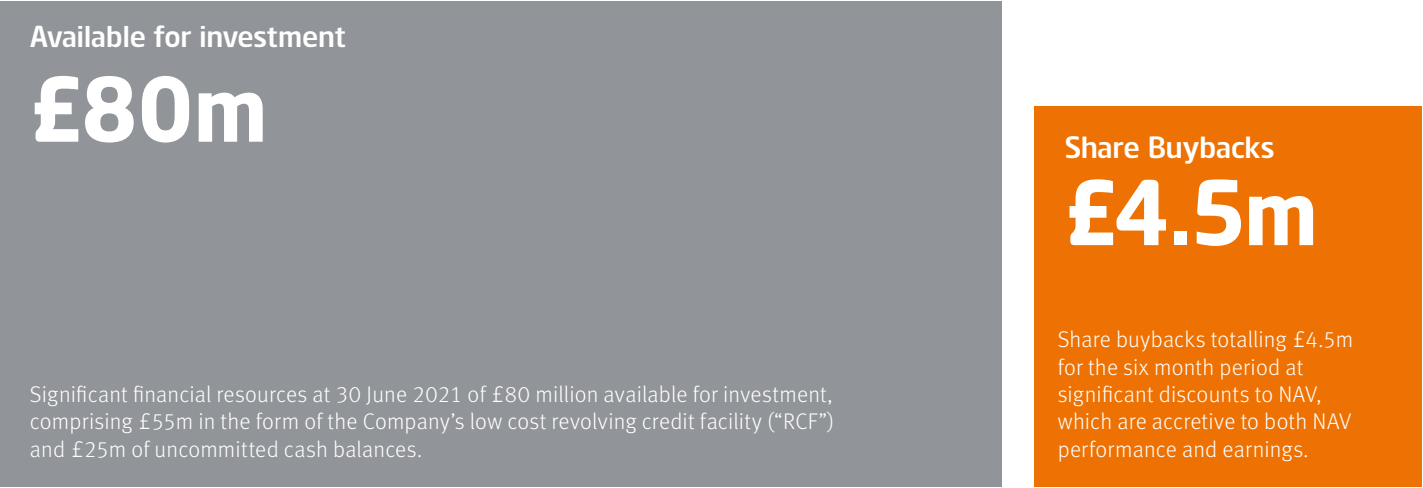 Available for investment
£80m
Significant financial resources at 30 June 2021 of £80 million available for investment,
comprising £55m in the form of the Company’s low cost revolving credit facility (“RCF”)
and £25m of uncommitted cash balances.
Share Buybacks
£4.5m
Share buybacks totalling £4.5m
for the six month period at
significant discounts to NAV,
which are accretive to both NAV
performance and earnings.